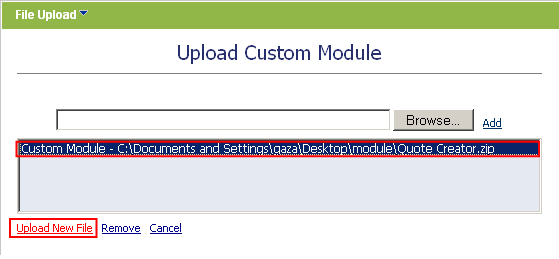 File Upload
Upload Custom Module
Browse... Add
Custom Module - C:\Documents and Settings\qaza\Desktop\module\Quote Creator.zip
Upload New File Remove Cancel